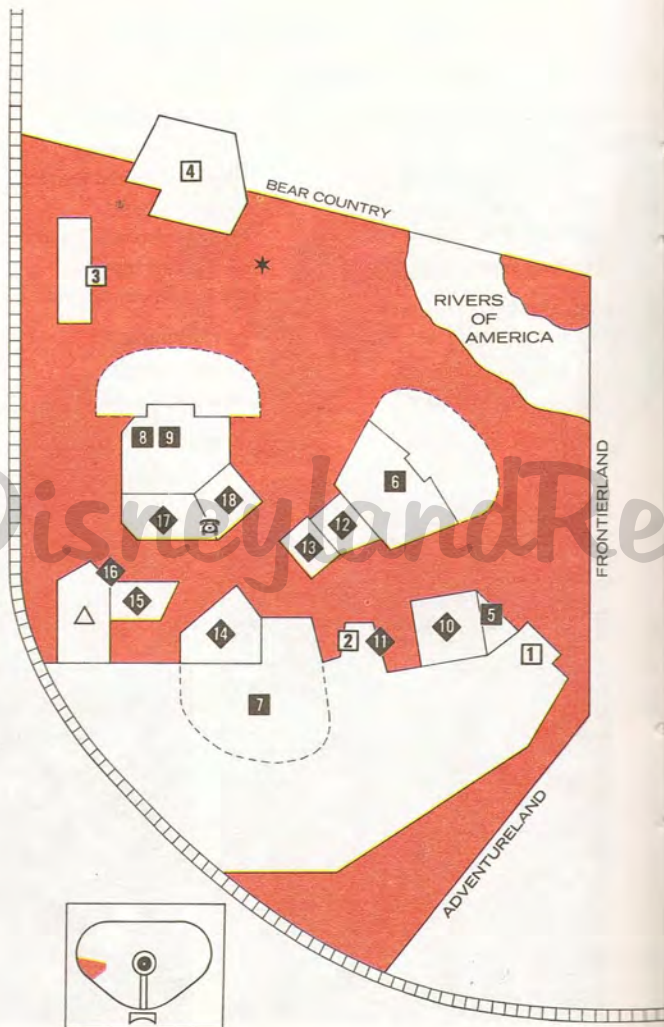 4
BEAR COUNTRY
3
RIVERS
OF
AMERICA
8 9
6
FRONTIERLAND
18
17
12
13
16
15
14
2
11
10
5
1
7
ADVENTURELAND
DisneylandRe